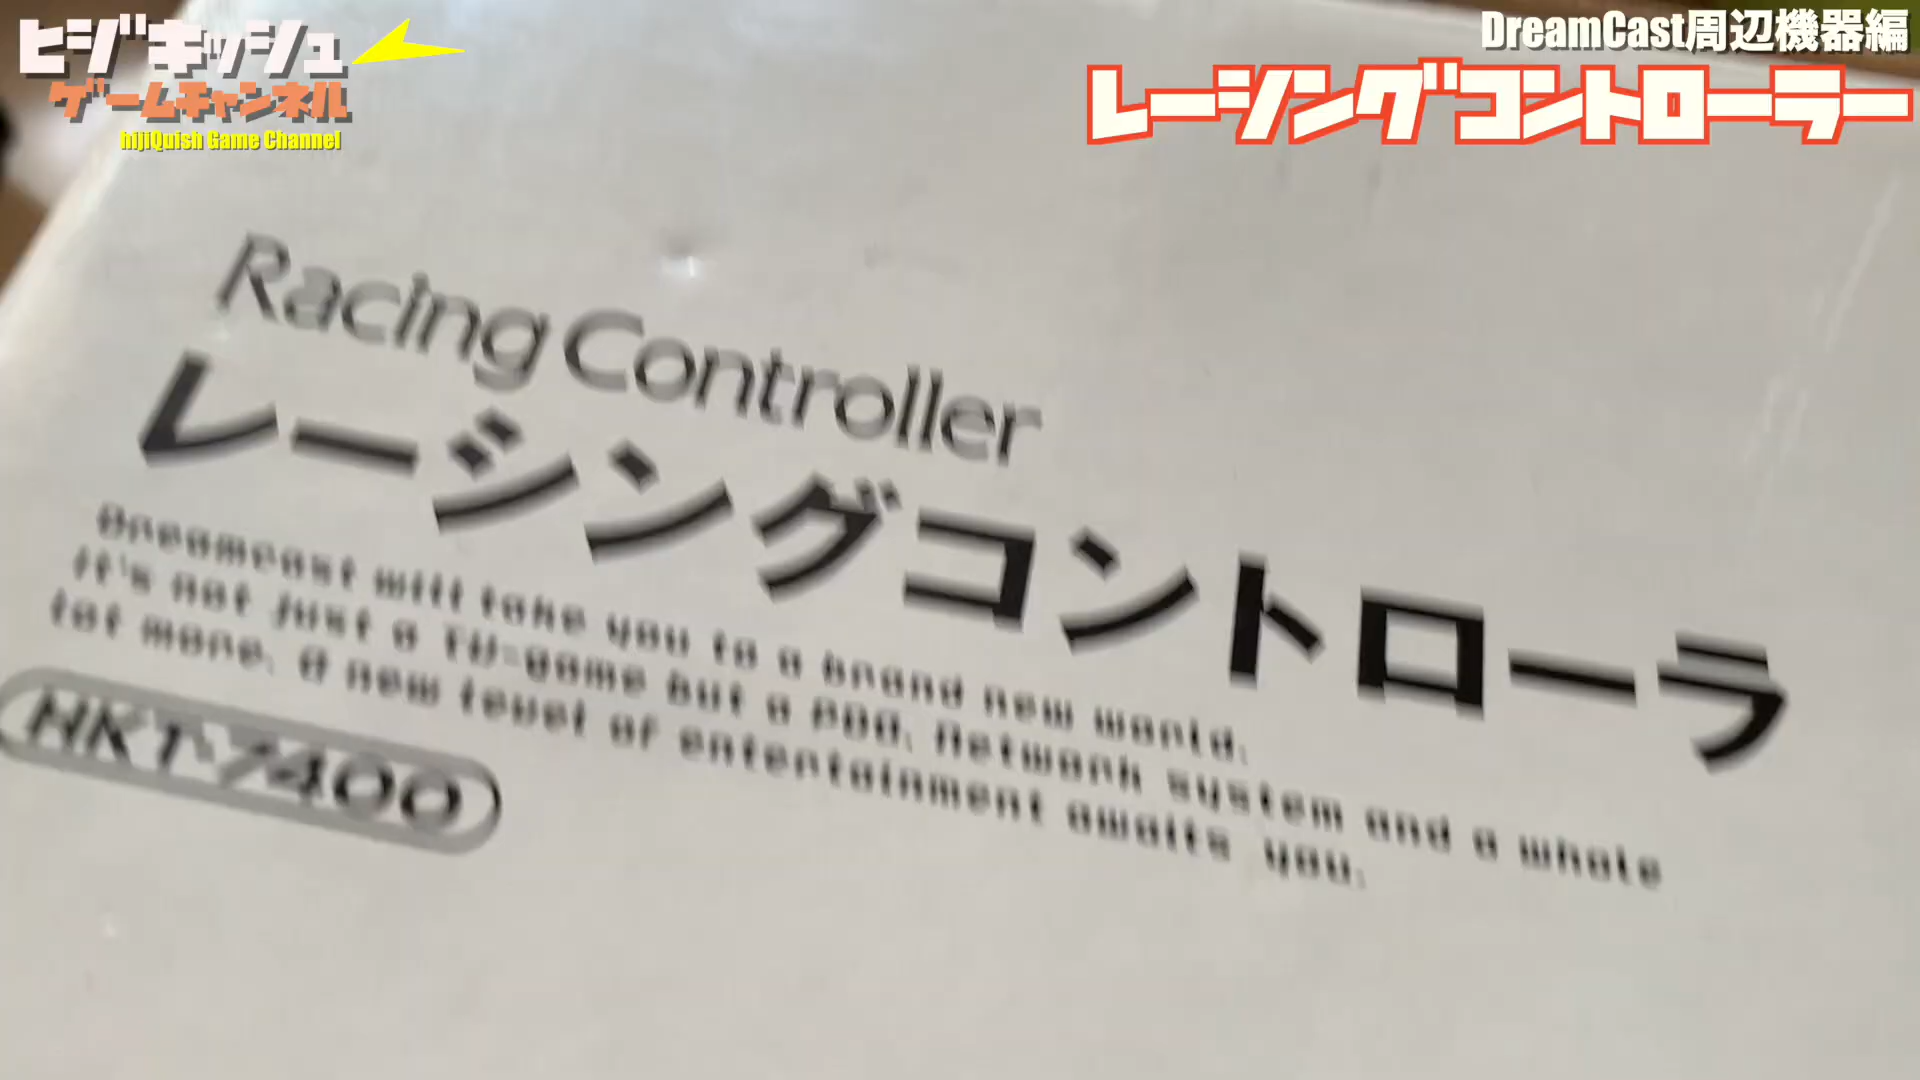 ヒジキッシュ
ゲームチャンネル
hijiQuish Game Channel
DreamCast周辺機器編
レーシングコントローラー
Racing Controller
レーシングコントローラ
Dreamcast will take you to a brand new world.
It's not just a TV-game but a POD. Network system and a whole
lot more. A new level of entertainment awaits you.
HKT-7400